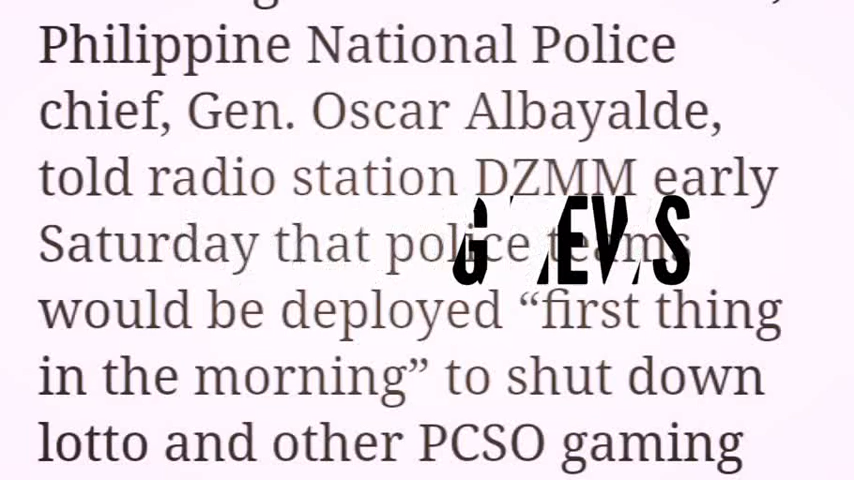 Philippine National Police
chief, Gen. Oscar Albayalde,
told radio station DZMM early
Saturday that police teams
would be deployed “first thing
in the morning” to shut down
lotto and other PCSO gaming